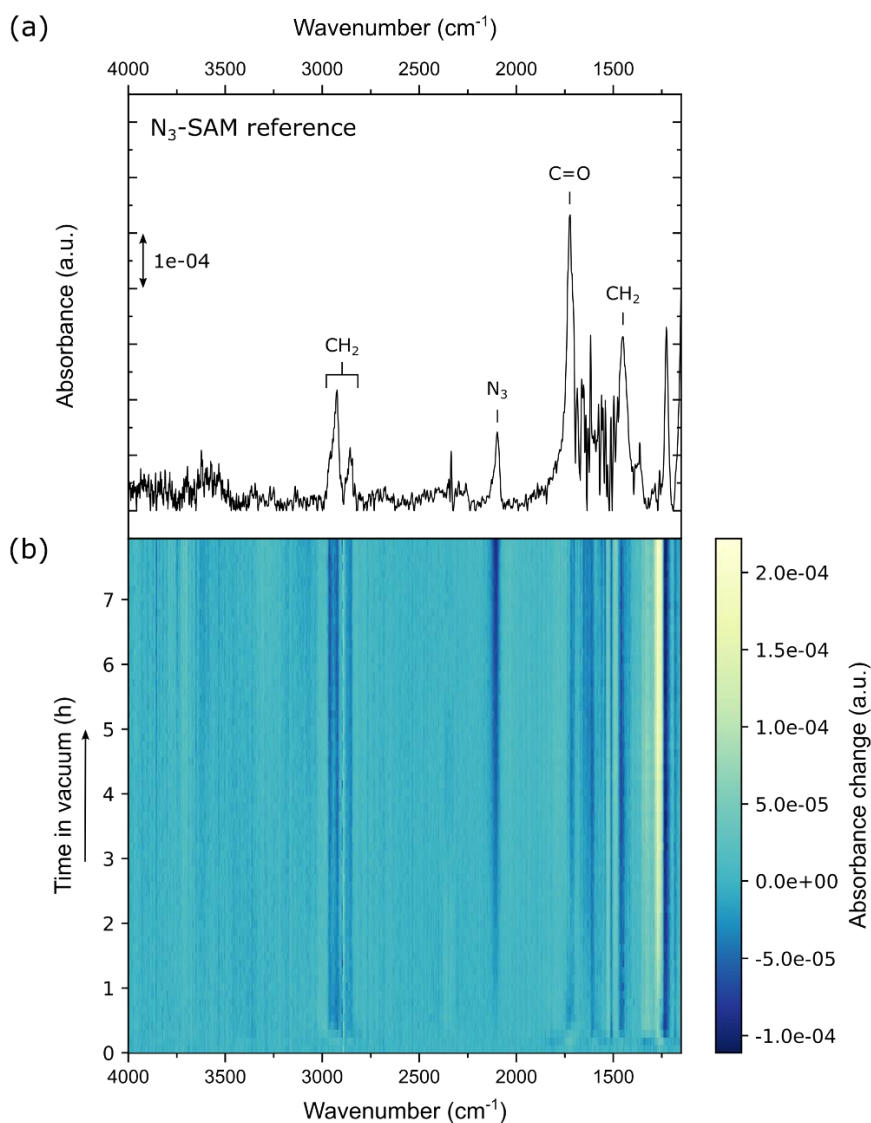 (a)
Wavenumber (cm⁻¹)
4000 3500 3000 2500 2000 1500
N₃-SAM reference
C=O
1e-04
CH₂
CH₂
N₃
Absorbance (a.u.)
(b)
7
6
5
4
3
2
1
0
Time in vacuum (h)
4000 3500 3000 2500 2000 1500
Wavenumber (cm⁻¹)
2.0e-04
1.5e-04
1.0e-04
5.0e-05
0.0e+00
-5.0e-05
-1.0e-04
Absorbance change (a.u.)